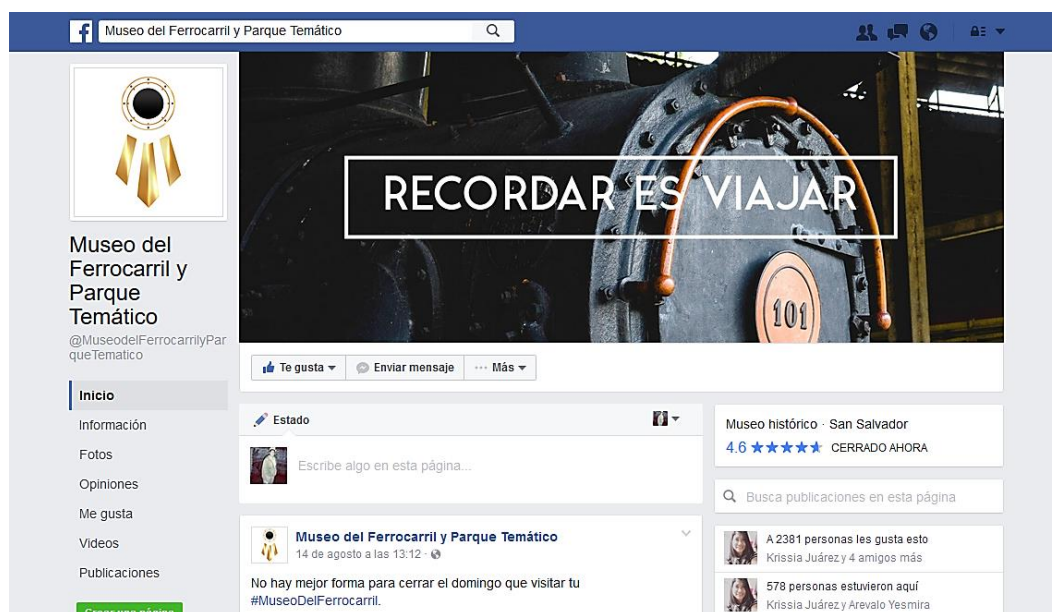 Museo del Ferrocarril y Parque Temático
RECORDAR ES VIAJAR
101
Museo del
Ferrocarril y
Parque
Temático
@MuseodelFerrocarrilyPar
queTematico
Te gusta
Enviar mensaje
Más
Inicio
Información
Fotos
Opiniones
Me gusta
Videos
Publicaciones
Crear una página
Estado
Escribe algo en esta página...
Museo del Ferrocarril y Parque Temático
14 de agosto a las 13:12 ·
No hay mejor forma para cerrar el domingo que visitar tu
#MuseoDelFerrocarril.
Museo histórico · San Salvador
4.6 CERRADO AHORA
Busca publicaciones en esta página
A 2381 personas les gusta esto
Krissia Juárez y 4 amigos más
578 personas estuvieron aquí
Krissia Juárez y Arevalo Yesmira